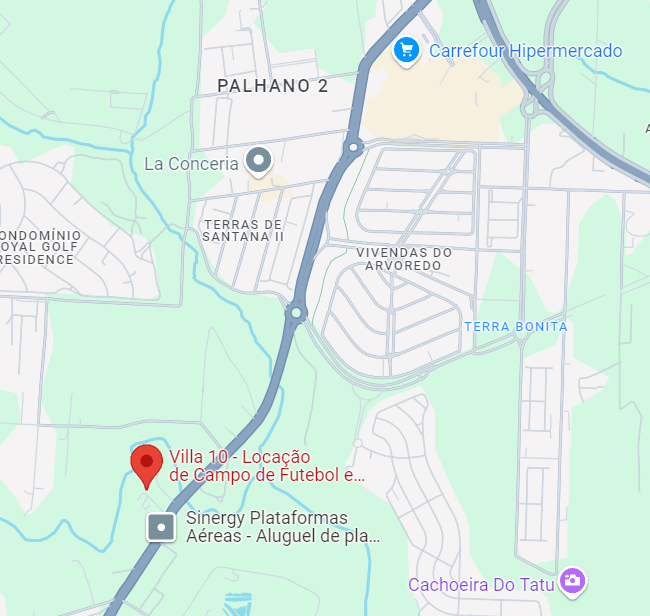 Carrefour Hipermercado
PALHANO 2
La Conceria
TERRAS DE
SANTANA II
ONDOMÍNIO
OYAL GOLF
RESIDENCE
VIVENDAS DO
ARVOREDO
TERRA BONITA
Villa 10 - Locação
de Campo de Futebol e...
Sinergy Plataformas
Aéreas - Aluguel de pla...
Cachoeira Do Tatu